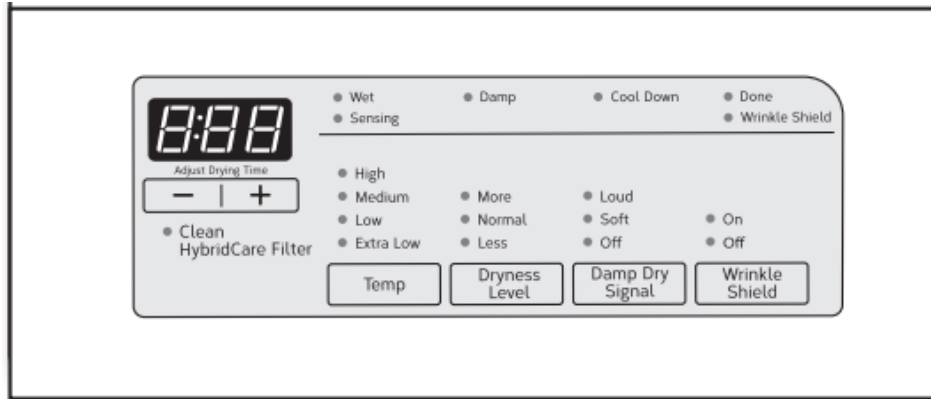 8:88
Adjust Drying Time
− | +
Clean
HybridCare Filter
Wet
Sensing
Damp
Cool Down
Done
Wrinkle Shield
High
Medium
Low
Extra Low
Temp
More
Normal
Less
Dryness
Level
Loud
Soft
Off
Damp Dry
Signal
On
Off
Wrinkle
Shield